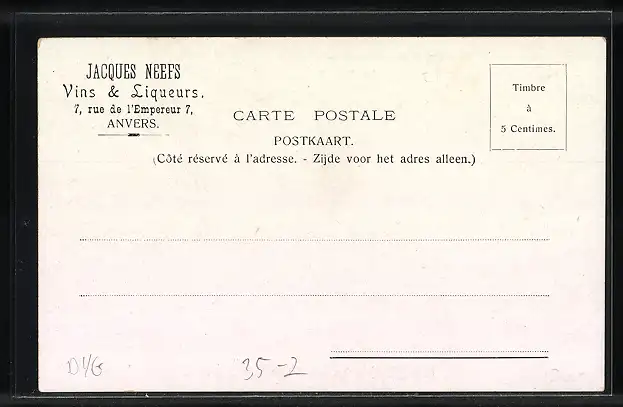 JACQUES NEEFS
Vins & Liqueurs.
7, rue de l'Empereur 7,
ANVERS.
CARTE POSTALE
POSTKAART.
(Côté réservé à l'adresse. - Zijde voor het adres alleen.)
Timbre
à
5 Centimes.
35-2